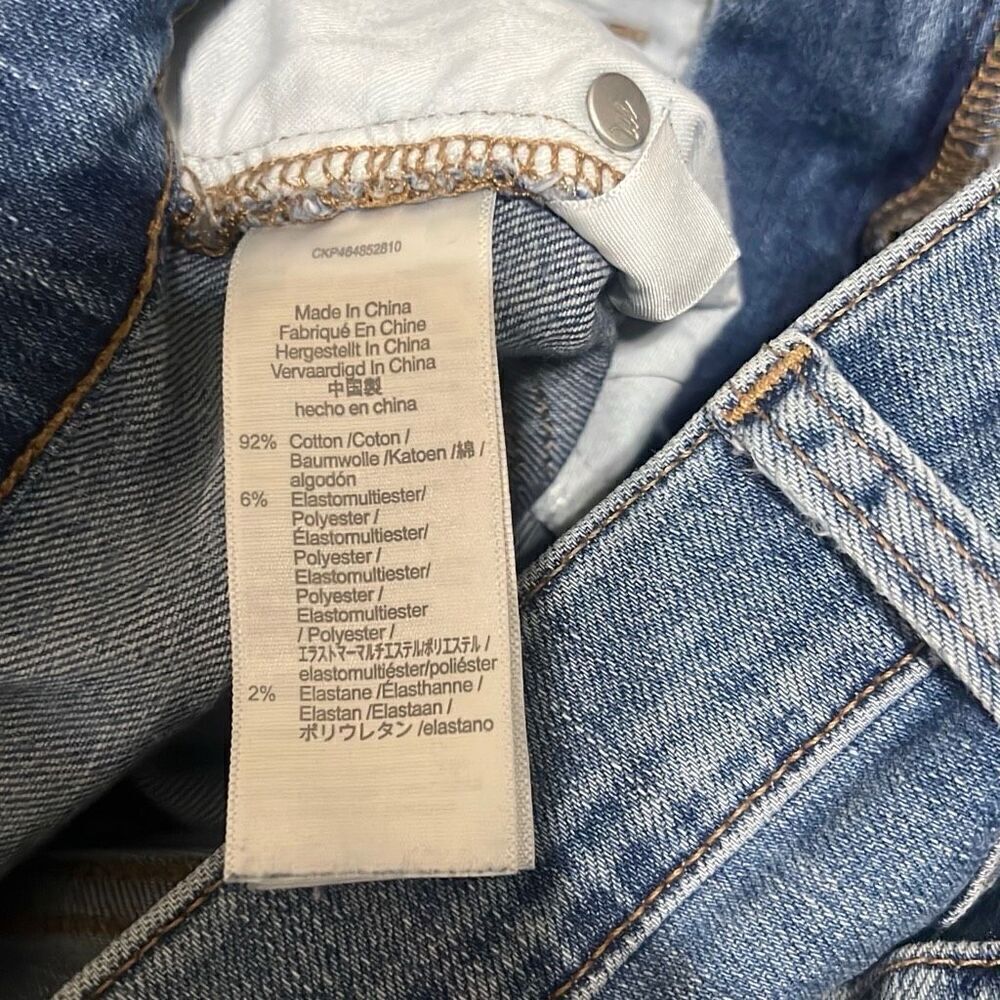 CKP464852810
Made In China
Fabriqué En Chine
Hergestellt In China
Vervaardigd In China
中国製
hecho en china
92% Cotton /Coton /
Baumwolle /Katoen /綿 /
algodón
6% Elastomultiester/
Polyester /
Élastomultiester/
Polyester /
Elastomultiester/
Polyester /
Elastomultiester
/ Polyester /
エラストマーマルチエステル/ポリエステル /
elastomultiéster/poliéster
2% Elastane /Élasthanne /
Elastan /Elastaan /
ポリウレタン /elastano